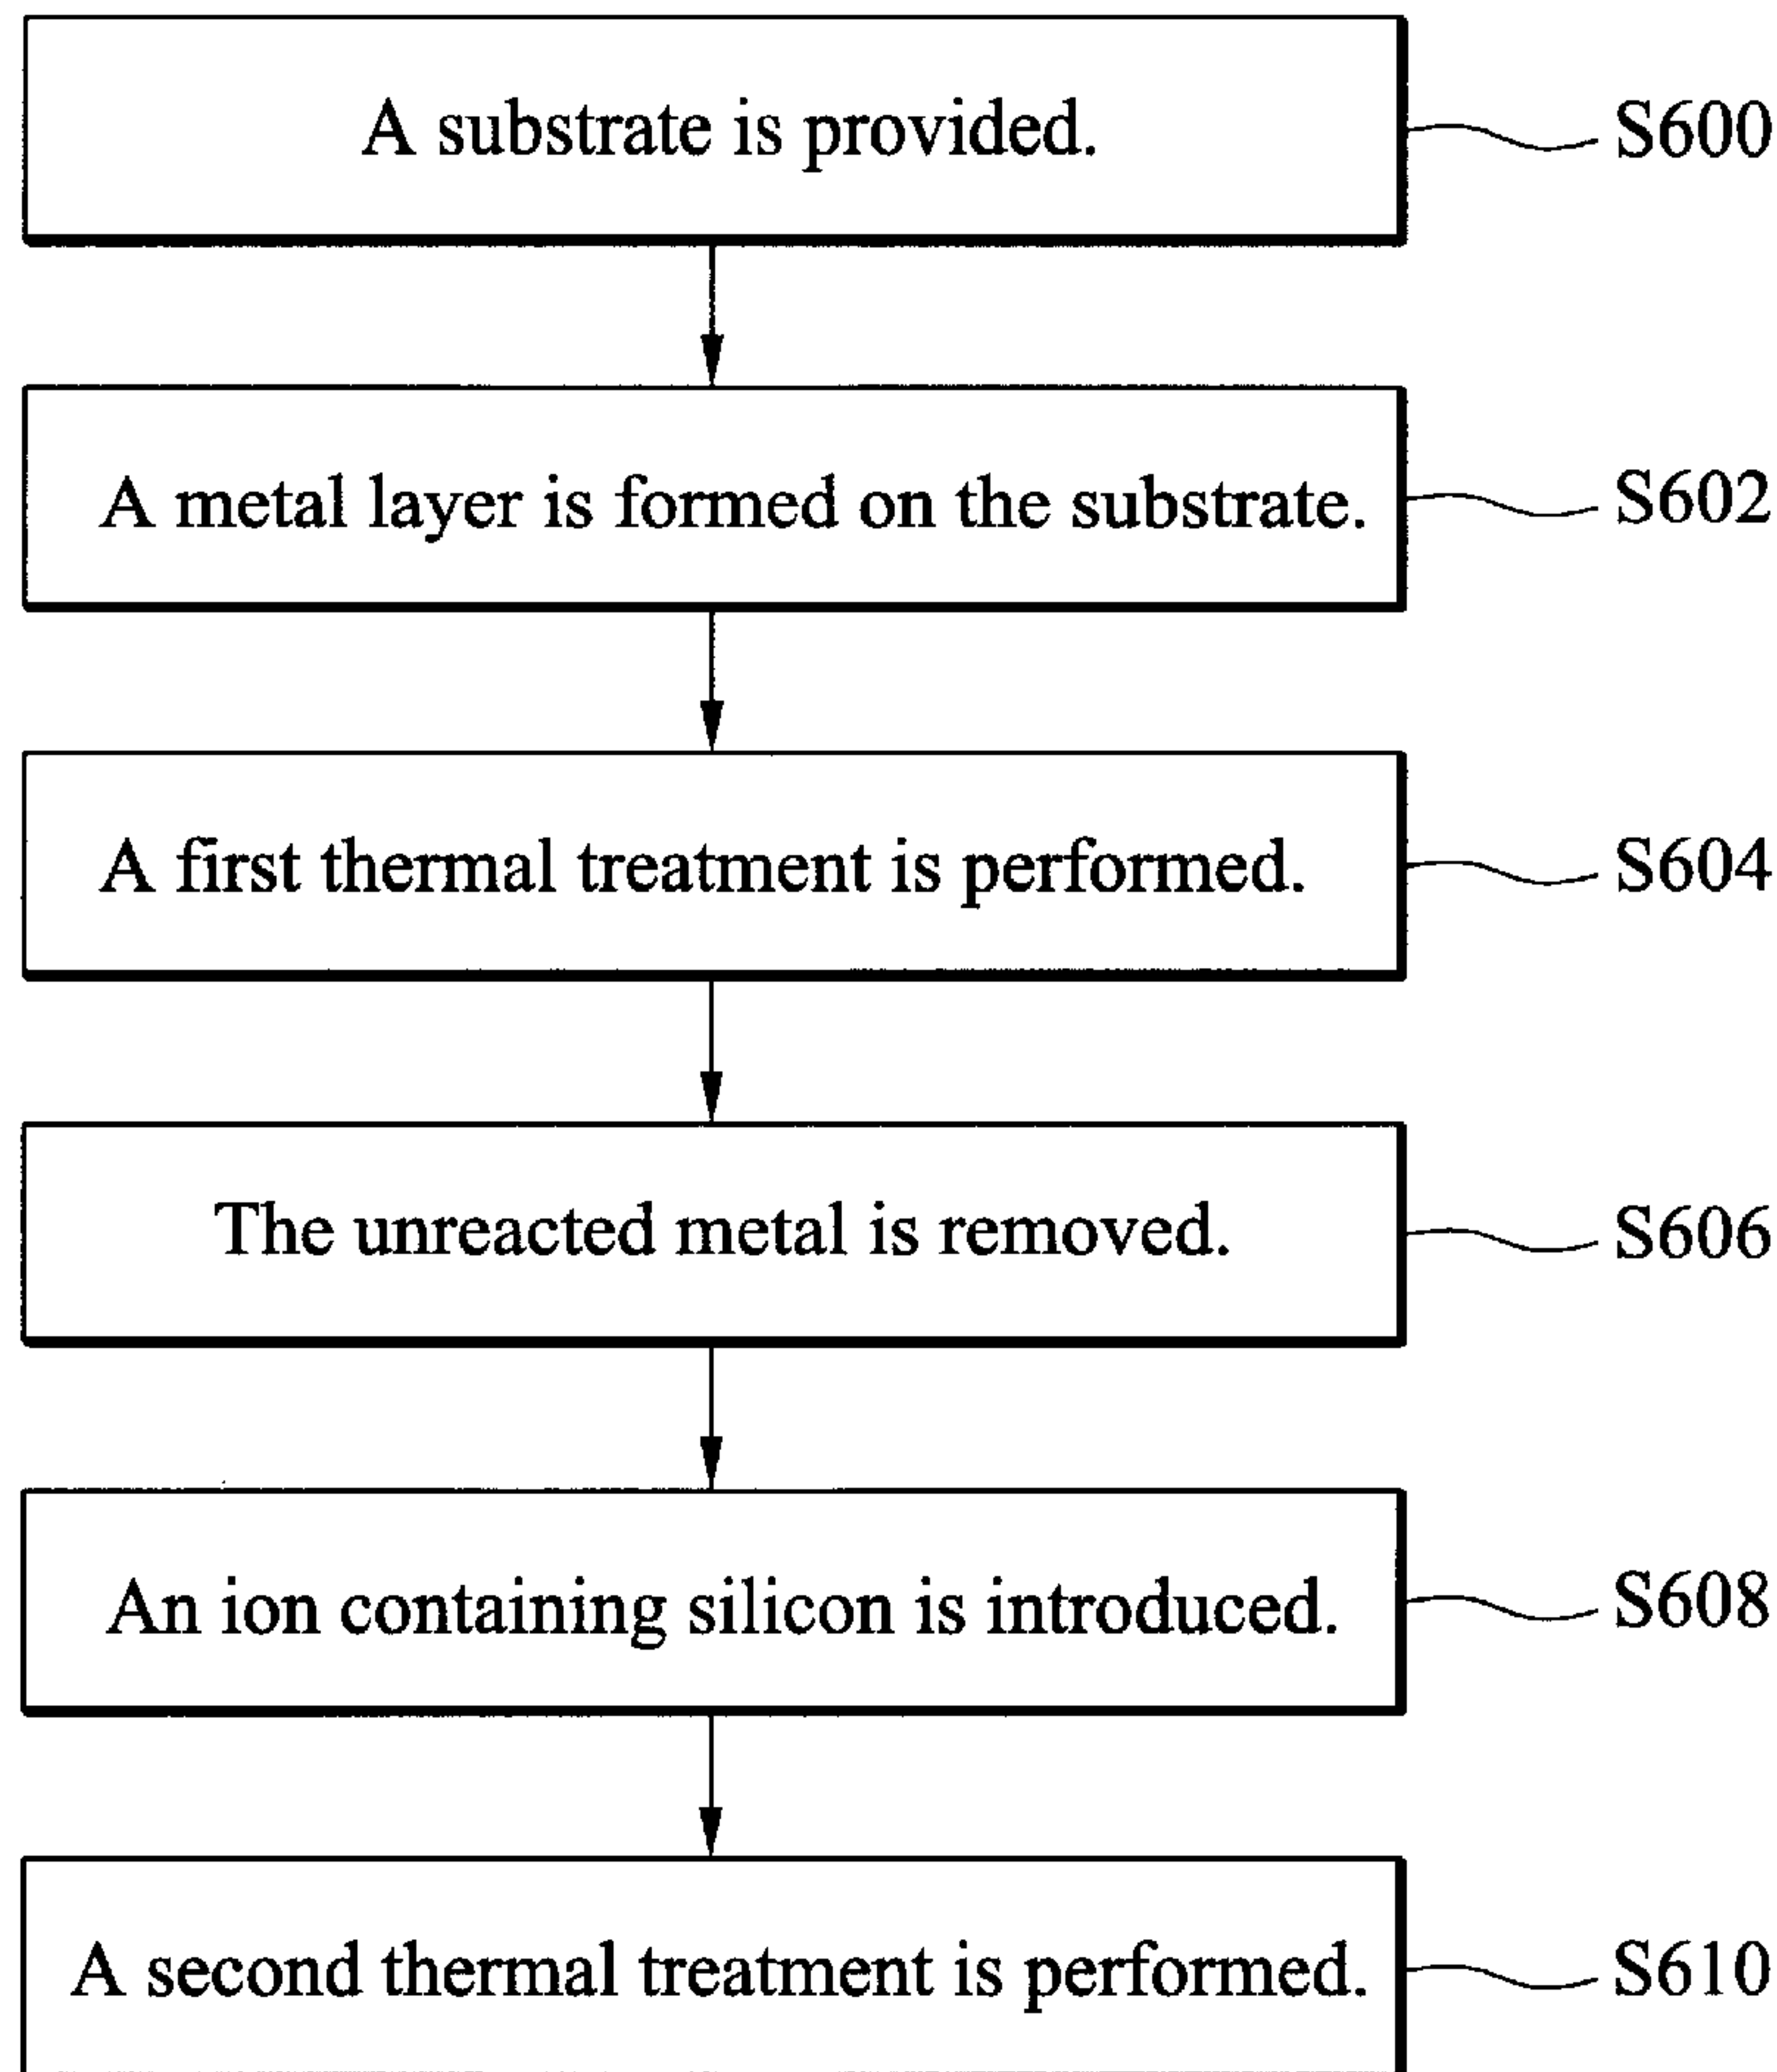 A substrate is provided.
S600
A metal layer is formed on the substrate.
S602
A first thermal treatment is performed.
S604
The unreacted metal is removed.
S606
An ion containing silicon is introduced.
S608
A second thermal treatment is performed.
S610